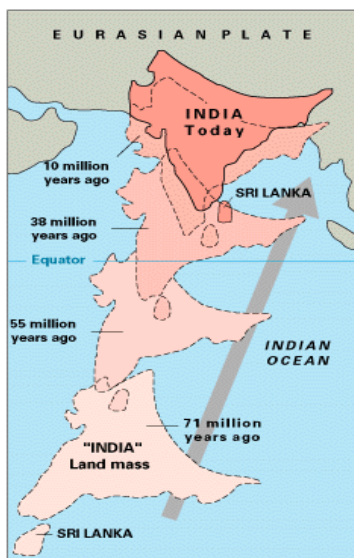 EURASIAN PLATE
INDIA
Today
10 million
years ago
SRI LANKA
38 million
years ago
Equator
55 million
years ago
INDIAN
OCEAN
71 million
years ago
"INDIA"
Land mass
SRI LANKA